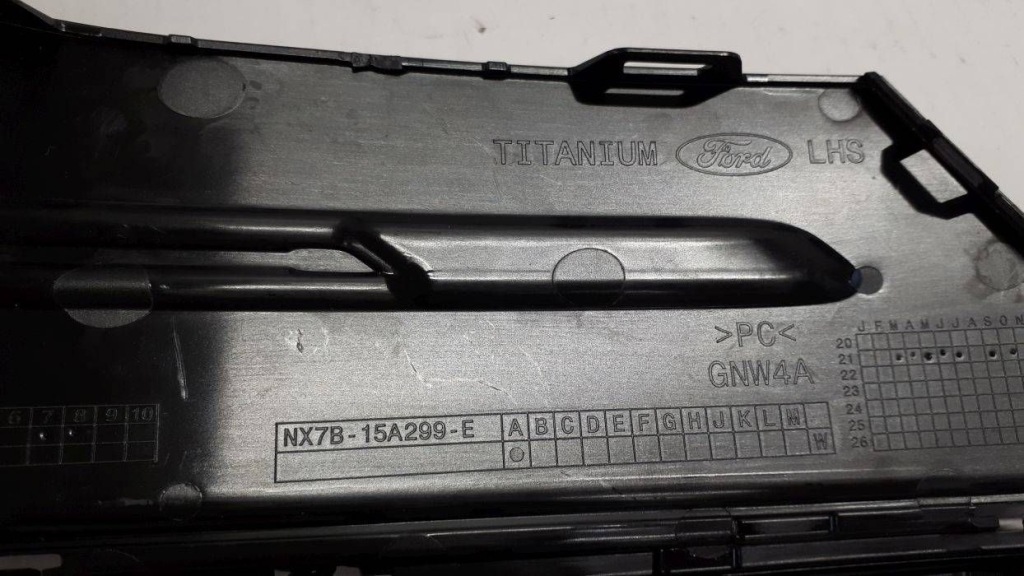 TITANIUM Ford LHS
>PC<
GNW4A
J F M A M J J A S O N
20
21
22
23
24
25
26
6 7 8 9 10
NX7B-15A299-E A B C D E F G H J K L M
W